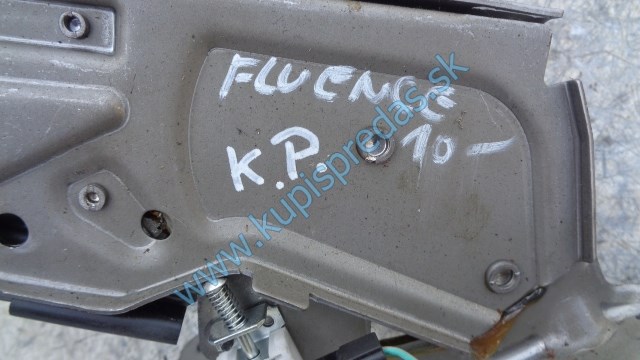 FLUENCE
K.P. 10-
www.kupispredas.sk